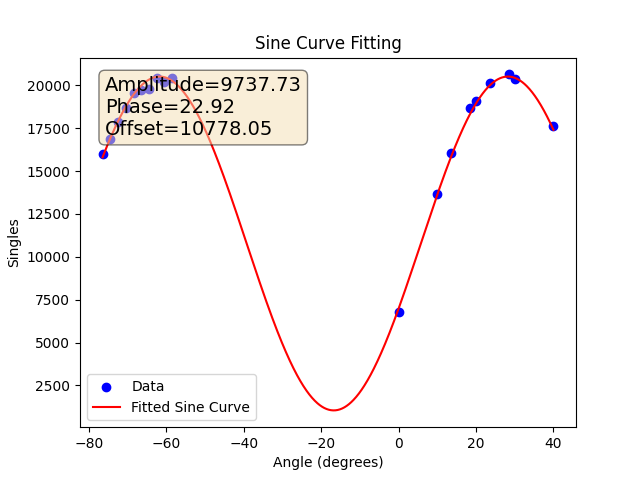 Sine Curve Fitting
Amplitude=9737.73
Phase=22.92
Offset=10778.05
20000
17500
15000
12500
10000
7500
5000
2500
Singles
Data
Fitted Sine Curve
−80 −60 −40 −20 0 20 40
Angle (degrees)